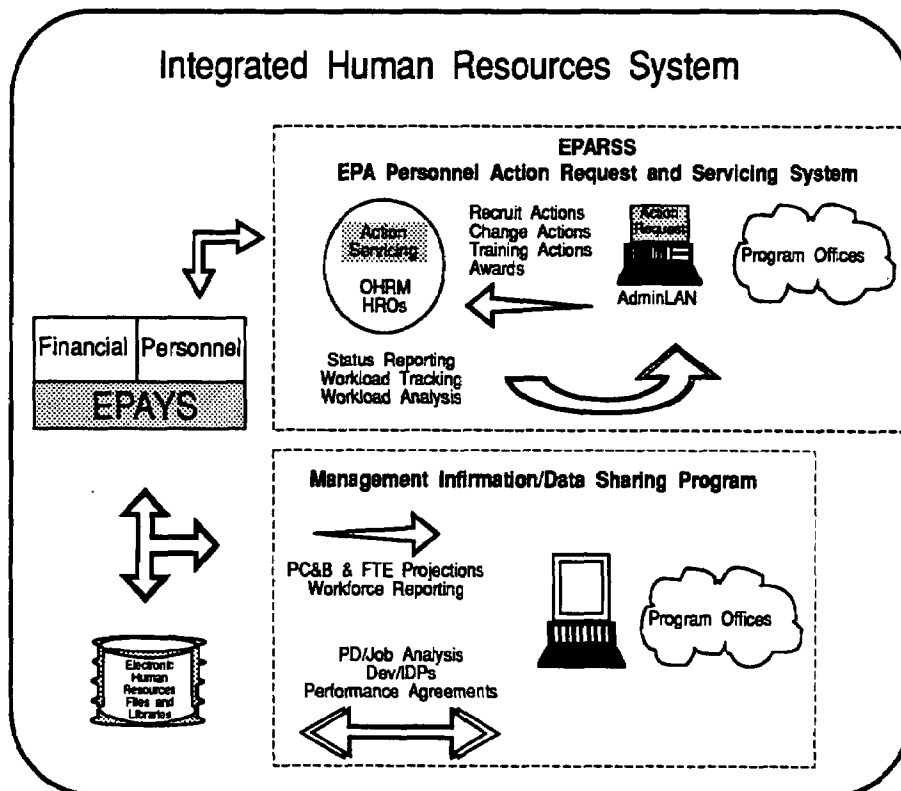 Integrated Human Resources System
EPARSS
EPA Personnel Action Request and Servicing System
Action
Servicing
OHRM
HROs
Recruit Actions
Change Actions
Training Actions
Awards
Action
Request
AdminLAN
Program Offices
Status Reporting
Workload Tracking
Workload Analysis
Financial
Personnel
EPAYS
Management Infirmation/Data Sharing Program
PC&B & FTE Projections
Workforce Reporting
Program Offices
PD/Job Analysis
Dev/IDPs
Performance Agreements
Electronic
Human
Resources
Files and
Libraries